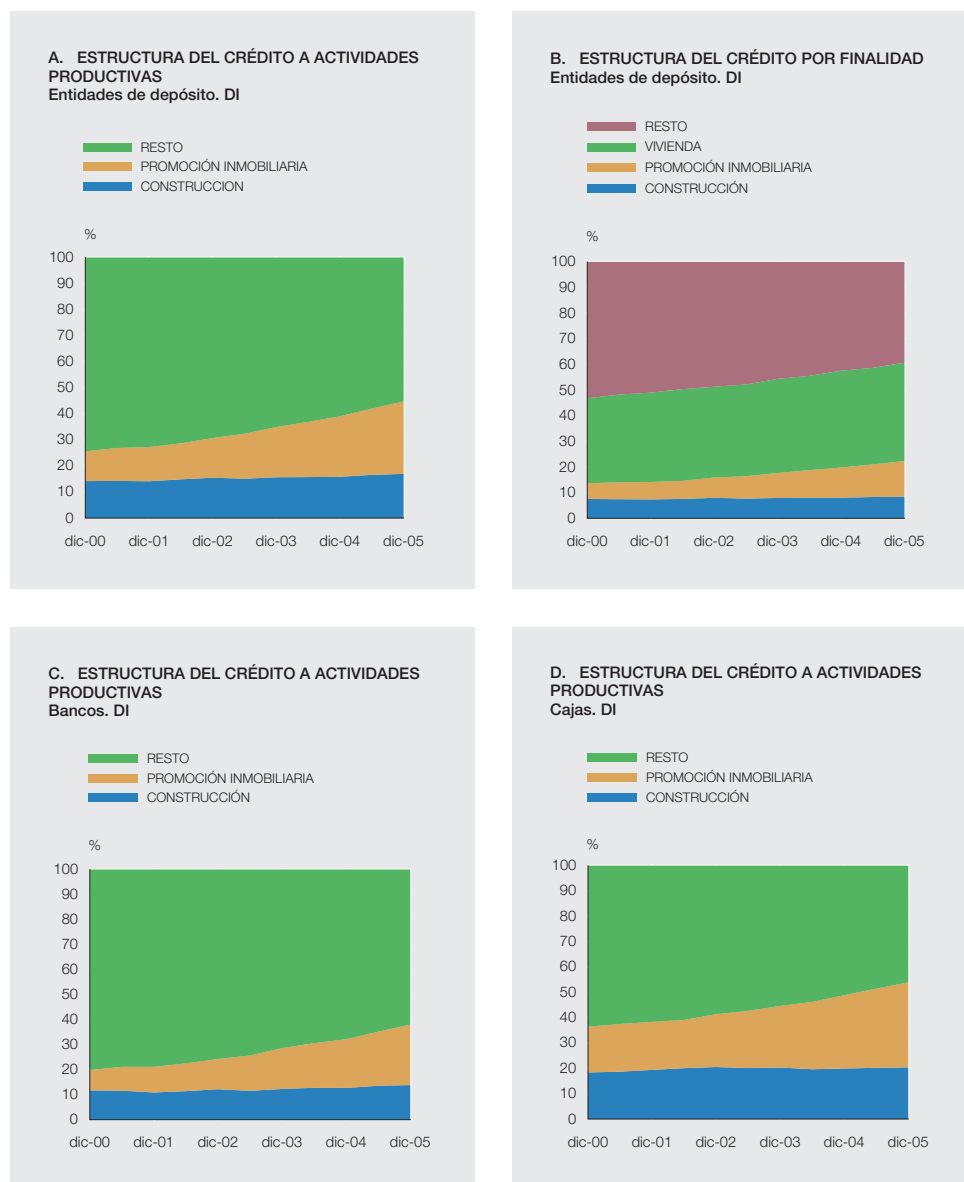 A. ESTRUCTURA DEL CRÉDITO A ACTIVIDADES
PRODUCTIVAS
Entidades de depósito. DI
RESTO
PROMOCIÓN INMOBILIARIA
CONSTRUCCION
%
100
90
80
70
60
50
40
30
20
10
0
dic-00 dic-01 dic-02 dic-03 dic-04 dic-05
B. ESTRUCTURA DEL CRÉDITO POR FINALIDAD
Entidades de depósito. DI
RESTO
VIVIENDA
PROMOCIÓN INMOBILIARIA
CONSTRUCCIÓN
%
100
90
80
70
60
50
40
30
20
10
0
dic-00 dic-01 dic-02 dic-03 dic-04 dic-05
C. ESTRUCTURA DEL CRÉDITO A ACTIVIDADES
PRODUCTIVAS
Bancos. DI
RESTO
PROMOCIÓN INMOBILIARIA
CONSTRUCCIÓN
%
100
90
80
70
60
50
40
30
20
10
0
dic-00 dic-01 dic-02 dic-03 dic-04 dic-05
D. ESTRUCTURA DEL CRÉDITO A ACTIVIDADES
PRODUCTIVAS
Cajas. DI
RESTO
PROMOCIÓN INMOBILIARIA
CONSTRUCCIÓN
%
100
90
80
70
60
50
40
30
20
10
0
dic-00 dic-01 dic-02 dic-03 dic-04 dic-05